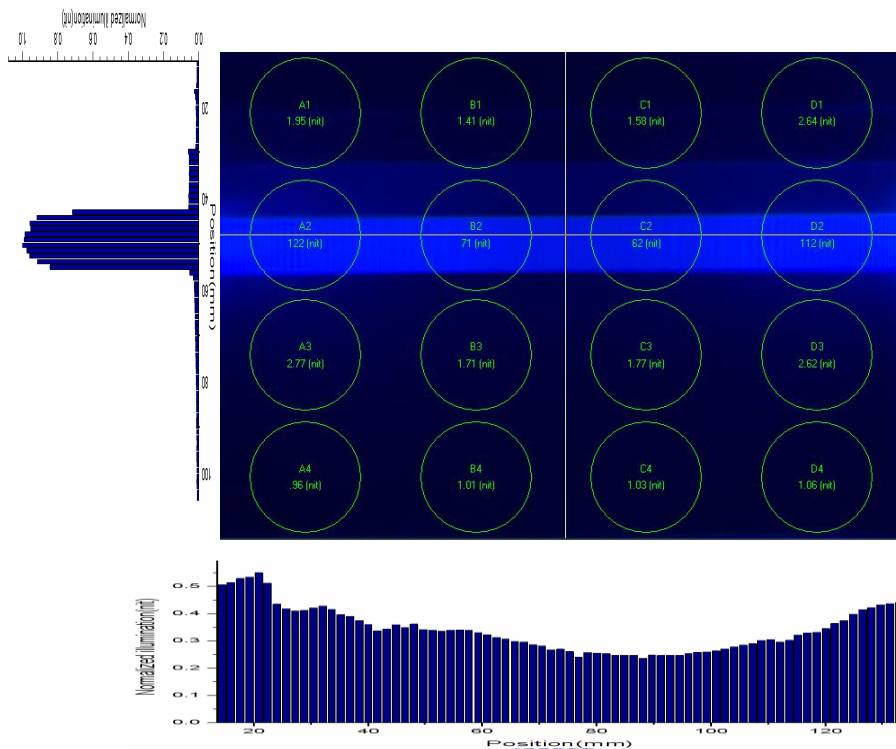 Normalized illumination(nit)
1.0 0.8 0.6 0.4 0.2 0.0
20
40
60
80
100
Position(mm)
A1 B1 C1 D1
1.95 (nit) 1.41 (nit) 1.58 (nit) 2.64 (nit)
A2 B2 C2 D2
122 (nit) 71 (nit) 62 (nit) 112 (nit)
A3 B3 C3 D3
2.77 (nit) 1.71 (nit) 1.77 (nit) 2.62 (nit)
A4 B4 C4 D4
.96 (nit) 1.01 (nit) 1.03 (nit) 1.06 (nit)
Normalized illumination(nit)
0.5
0.4
0.3
0.2
0.1
0.0
20 40 60 80 100 120
Position(mm)